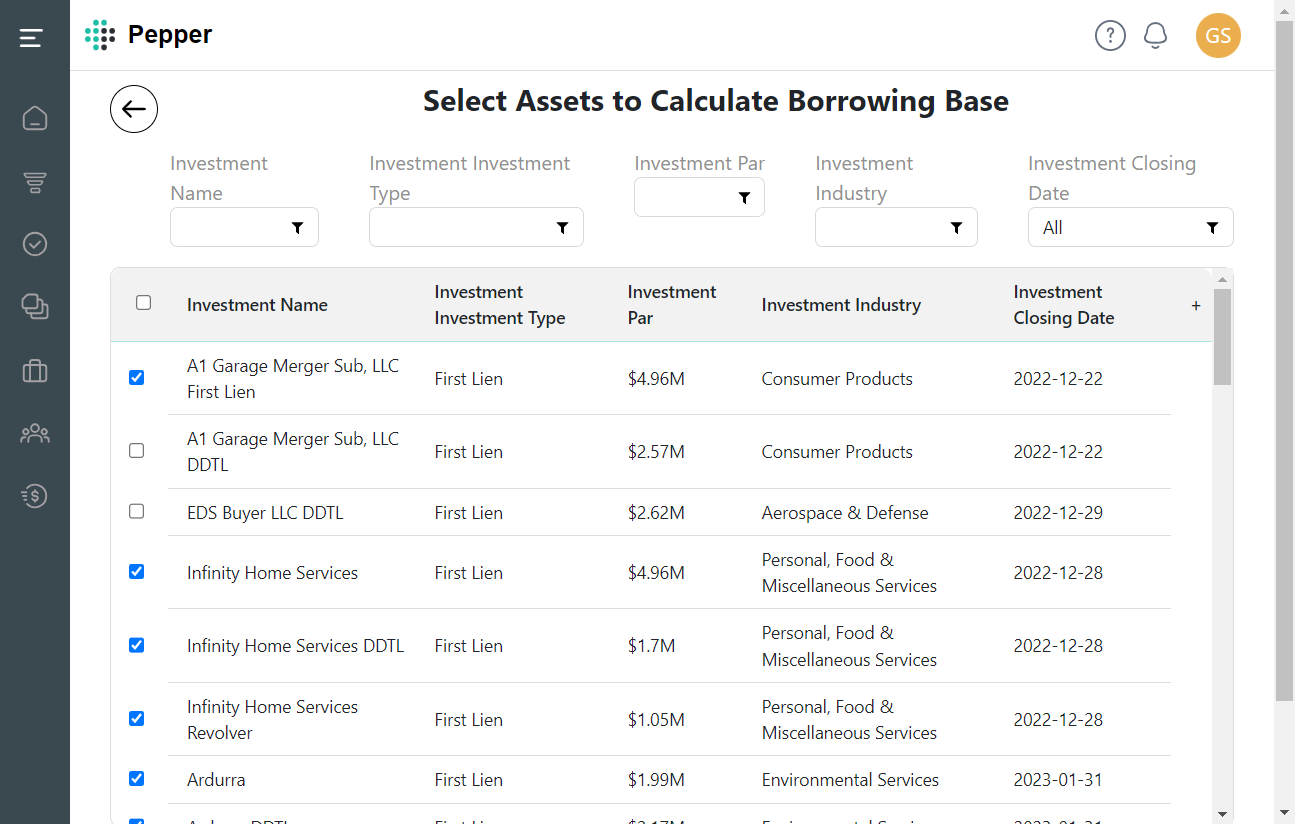 Pepper
?
GS
Select Assets to Calculate Borrowing Base
Investment
Name
Investment Investment
Type
Investment Par
Investment
Industry
Investment Closing
Date
All
Investment Name
Investment
Investment Type
Investment
Par
Investment Industry
Investment
Closing Date
+
A1 Garage Merger Sub, LLC
First Lien
First Lien
$4.96M
Consumer Products
2022-12-22
A1 Garage Merger Sub, LLC
DDTL
First Lien
$2.57M
Consumer Products
2022-12-22
EDS Buyer LLC DDTL
First Lien
$2.62M
Aerospace & Defense
2022-12-29
Infinity Home Services
First Lien
$4.96M
Personal, Food &
Miscellaneous Services
2022-12-28
Infinity Home Services DDTL
First Lien
$1.7M
Personal, Food &
Miscellaneous Services
2022-12-28
Infinity Home Services
Revolver
First Lien
$1.05M
Personal, Food &
Miscellaneous Services
2022-12-28
Ardurra
First Lien
$1.99M
Environmental Services
2023-01-31